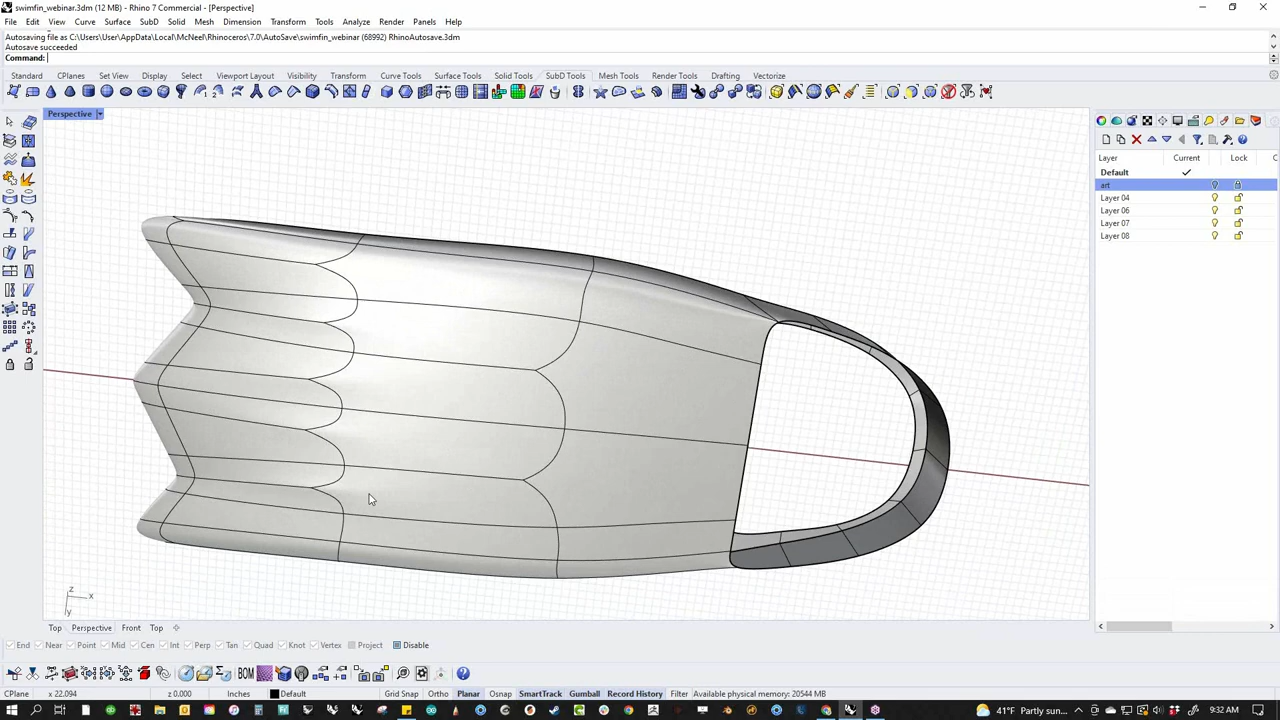 swimfin_webinar.3dm (12 MB) - Rhino 7 Commercial - [Perspective]
File Edit View Curve Surface SubD Solid Mesh Dimension Transform Tools Analyze Render Panels Help
Autosaving file as C:\Users\User\AppData\Local\McNeel\Rhinoceros\7.0\AutoSave\swimfin_webinar (68992) RhinoAutosave.3dm
Autosave succeeded
Command:
Standard CPlanes Set View Display Select Viewport Layout Visibility Transform Curve Tools Surface Tools Solid Tools SubD Tools Mesh Tools Render Tools Drafting Vectorize
Perspective
Layer Current Lock C
Default
art
Layer 04
Layer 06
Layer 07
Layer 08
z x
y
Top Perspective Front Top
End Near Point Mid Cen Int Perp Tan Quad Knot Vertex Project Disable
BOM
CPlane x 22.094 z 0.000 Inches Default Grid Snap Ortho Planar Osnap SmartTrack Gumball Record History Filter Available physical memory: 20544 MB
41°F Partly sun... 9:32 AM